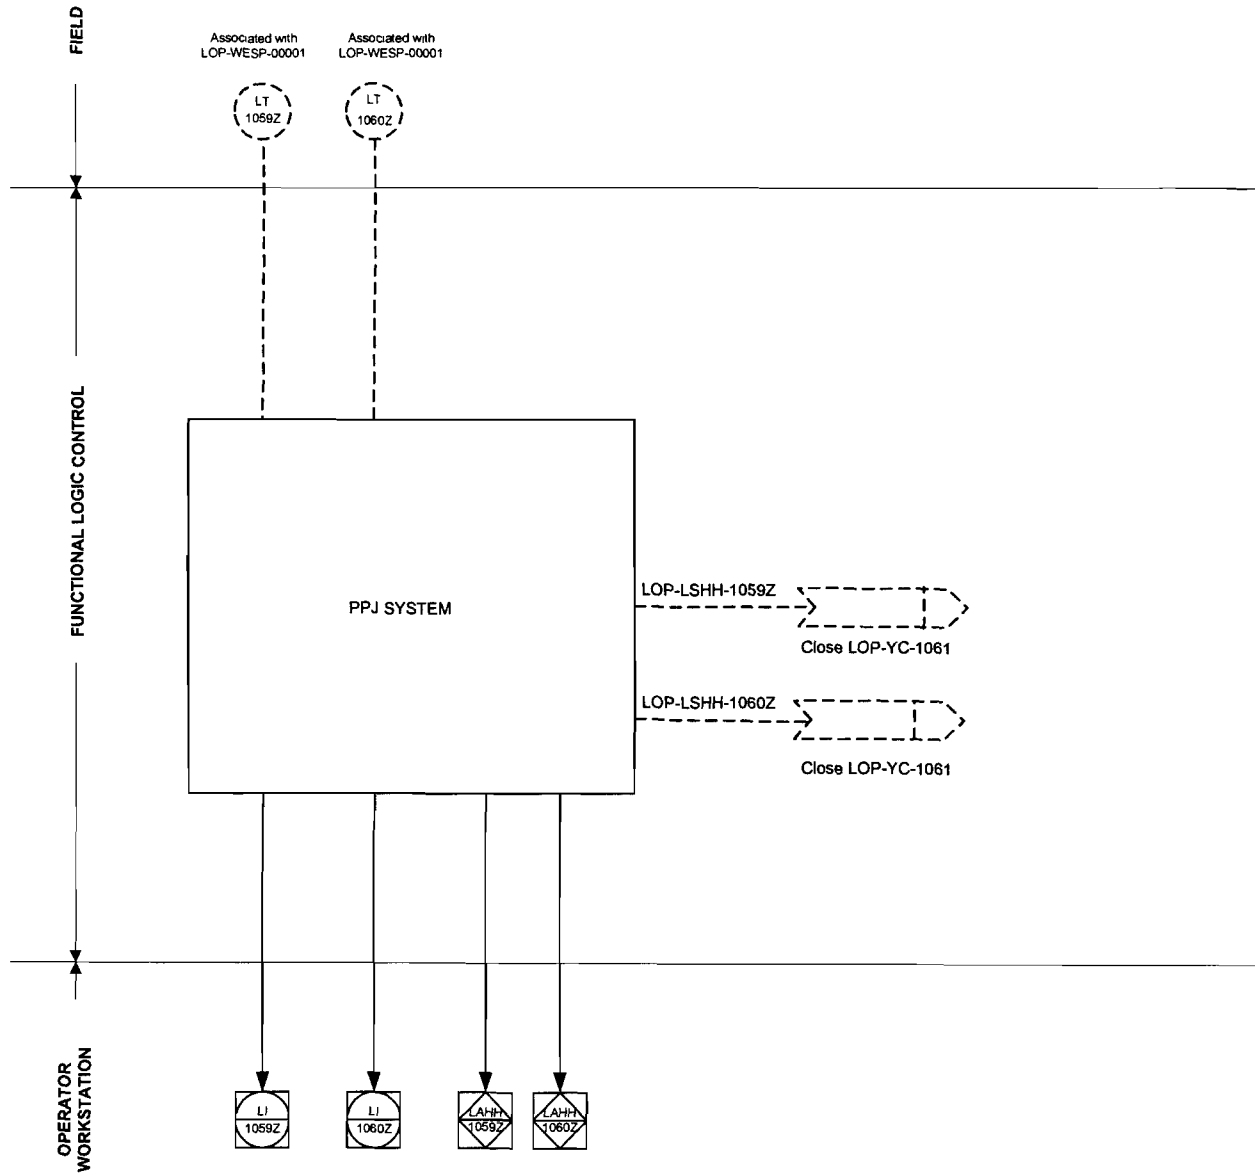 FIELD
Associated with
LOP-WESP-00001
Associated with
LOP-WESP-00001
LT
1059Z
LT
1060Z
FUNCTIONAL LOGIC CONTROL
PPJ SYSTEM
LOP-LSHH-1059Z
Close LOP-YC-1061
LOP-LSHH-1060Z
Close LOP-YC-1061
OPERATOR
WORKSTATION
LI
1059Z
LI
1060Z
LAHH
1059Z
LAHH
1060Z